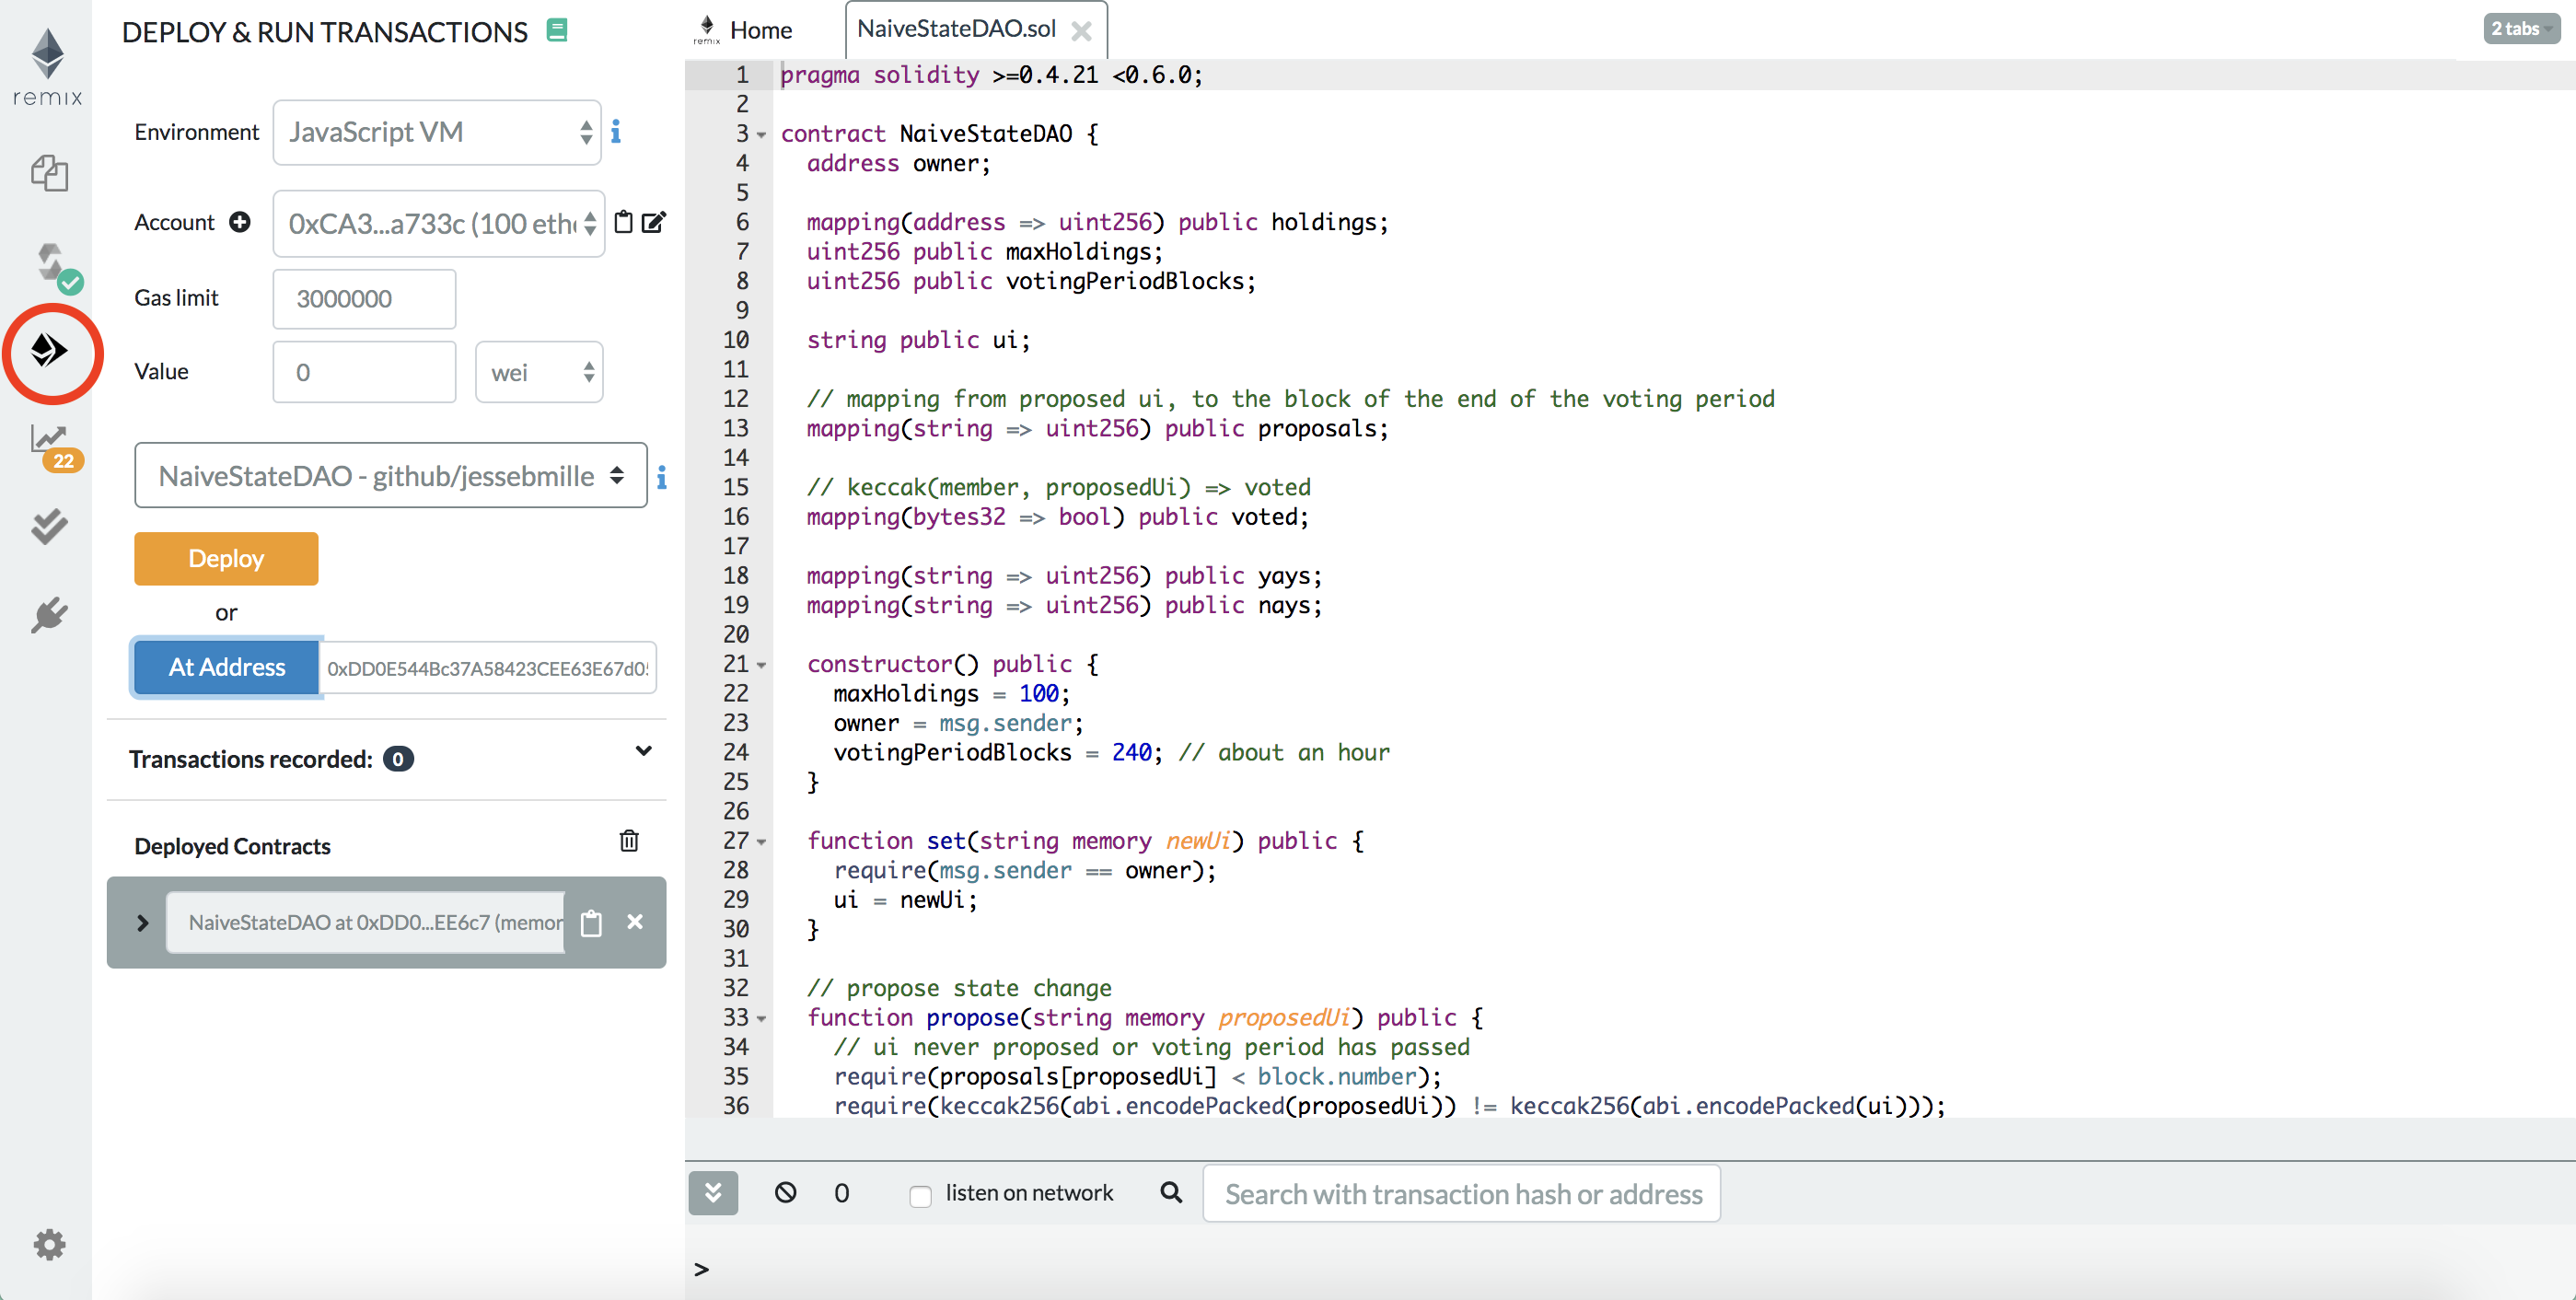 remix
DEPLOY & RUN TRANSACTIONS
Environment
JavaScript VM
Account
0xCA3...a733c (100 eth
Gas limit
3000000
Value
0
wei
22
NaiveStateDAO - github/jessebmille
Deploy
or
At Address
0xDD0E544Bc37A58423CEE63E67d0
Transactions recorded: 0
Deployed Contracts
NaiveStateDAO at 0xDD0...EE6c7 (memor
remix
Home
NaiveStateDAO.sol
2 tabs
1 pragma solidity >=0.4.21 <0.6.0;
2
3 contract NaiveStateDAO {
4 address owner;
5
6 mapping(address => uint256) public holdings;
7 uint256 public maxHoldings;
8 uint256 public votingPeriodBlocks;
9
10 string public ui;
11
12 // mapping from proposed ui, to the block of the end of the voting period
13 mapping(string => uint256) public proposals;
14
15 // keccak(member, proposedUi) => voted
16 mapping(bytes32 => bool) public voted;
17
18 mapping(string => uint256) public yays;
19 mapping(string => uint256) public nays;
20
21 constructor() public {
22 maxHoldings = 100;
23 owner = msg.sender;
24 votingPeriodBlocks = 240; // about an hour
25 }
26
27 function set(string memory newUi) public {
28 require(msg.sender == owner);
29 ui = newUi;
30 }
31
32 // propose state change
33 function propose(string memory proposedUi) public {
34 // ui never proposed or voting period has passed
35 require(proposals[proposedUi] < block.number);
36 require(keccak256(abi.encodePacked(proposedUi)) != keccak256(abi.encodePacked(ui)));
0
listen on network
Search with transaction hash or address
>